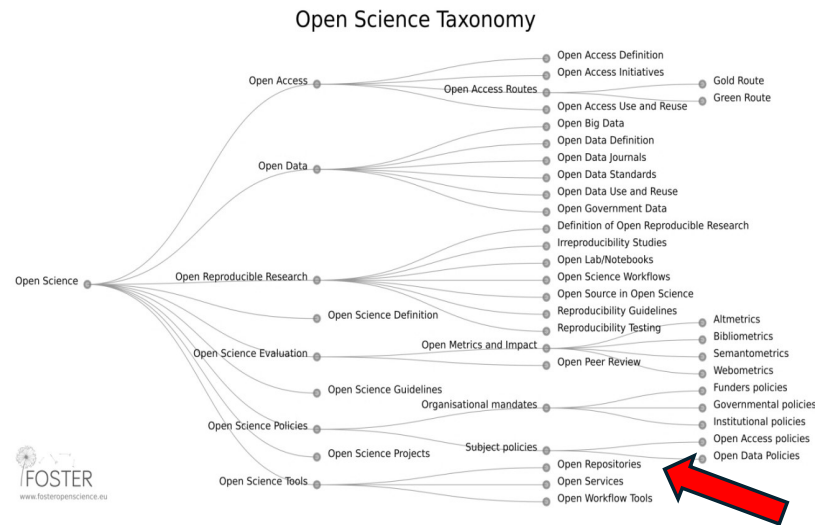 Open Science Taxonomy
Open Science
Open Access
Open Access Definition
Open Access Initiatives
Open Access Routes
Gold Route
Green Route
Open Access Use and Reuse
Open Data
Open Big Data
Open Data Definition
Open Data Journals
Open Data Standards
Open Data Use and Reuse
Open Government Data
Open Reproducible Research
Definition of Open Reproducible Research
Irreproducibility Studies
Open Lab/Notebooks
Open Science Workflows
Open Source in Open Science
Reproducibility Guidelines
Reproducibility Testing
Open Science Definition
Open Science Evaluation
Open Metrics and Impact
Altmetrics
Bibliometrics
Semantometrics
Webometrics
Open Peer Review
Open Science Guidelines
Open Science Policies
Organisational mandates
Funders policies
Governmental policies
Institutional policies
Subject policies
Open Access policies
Open Data Policies
Open Science Projects
Open Science Tools
Open Repositories
Open Services
Open Workflow Tools
FOSTER
www.fosteropenscience.eu